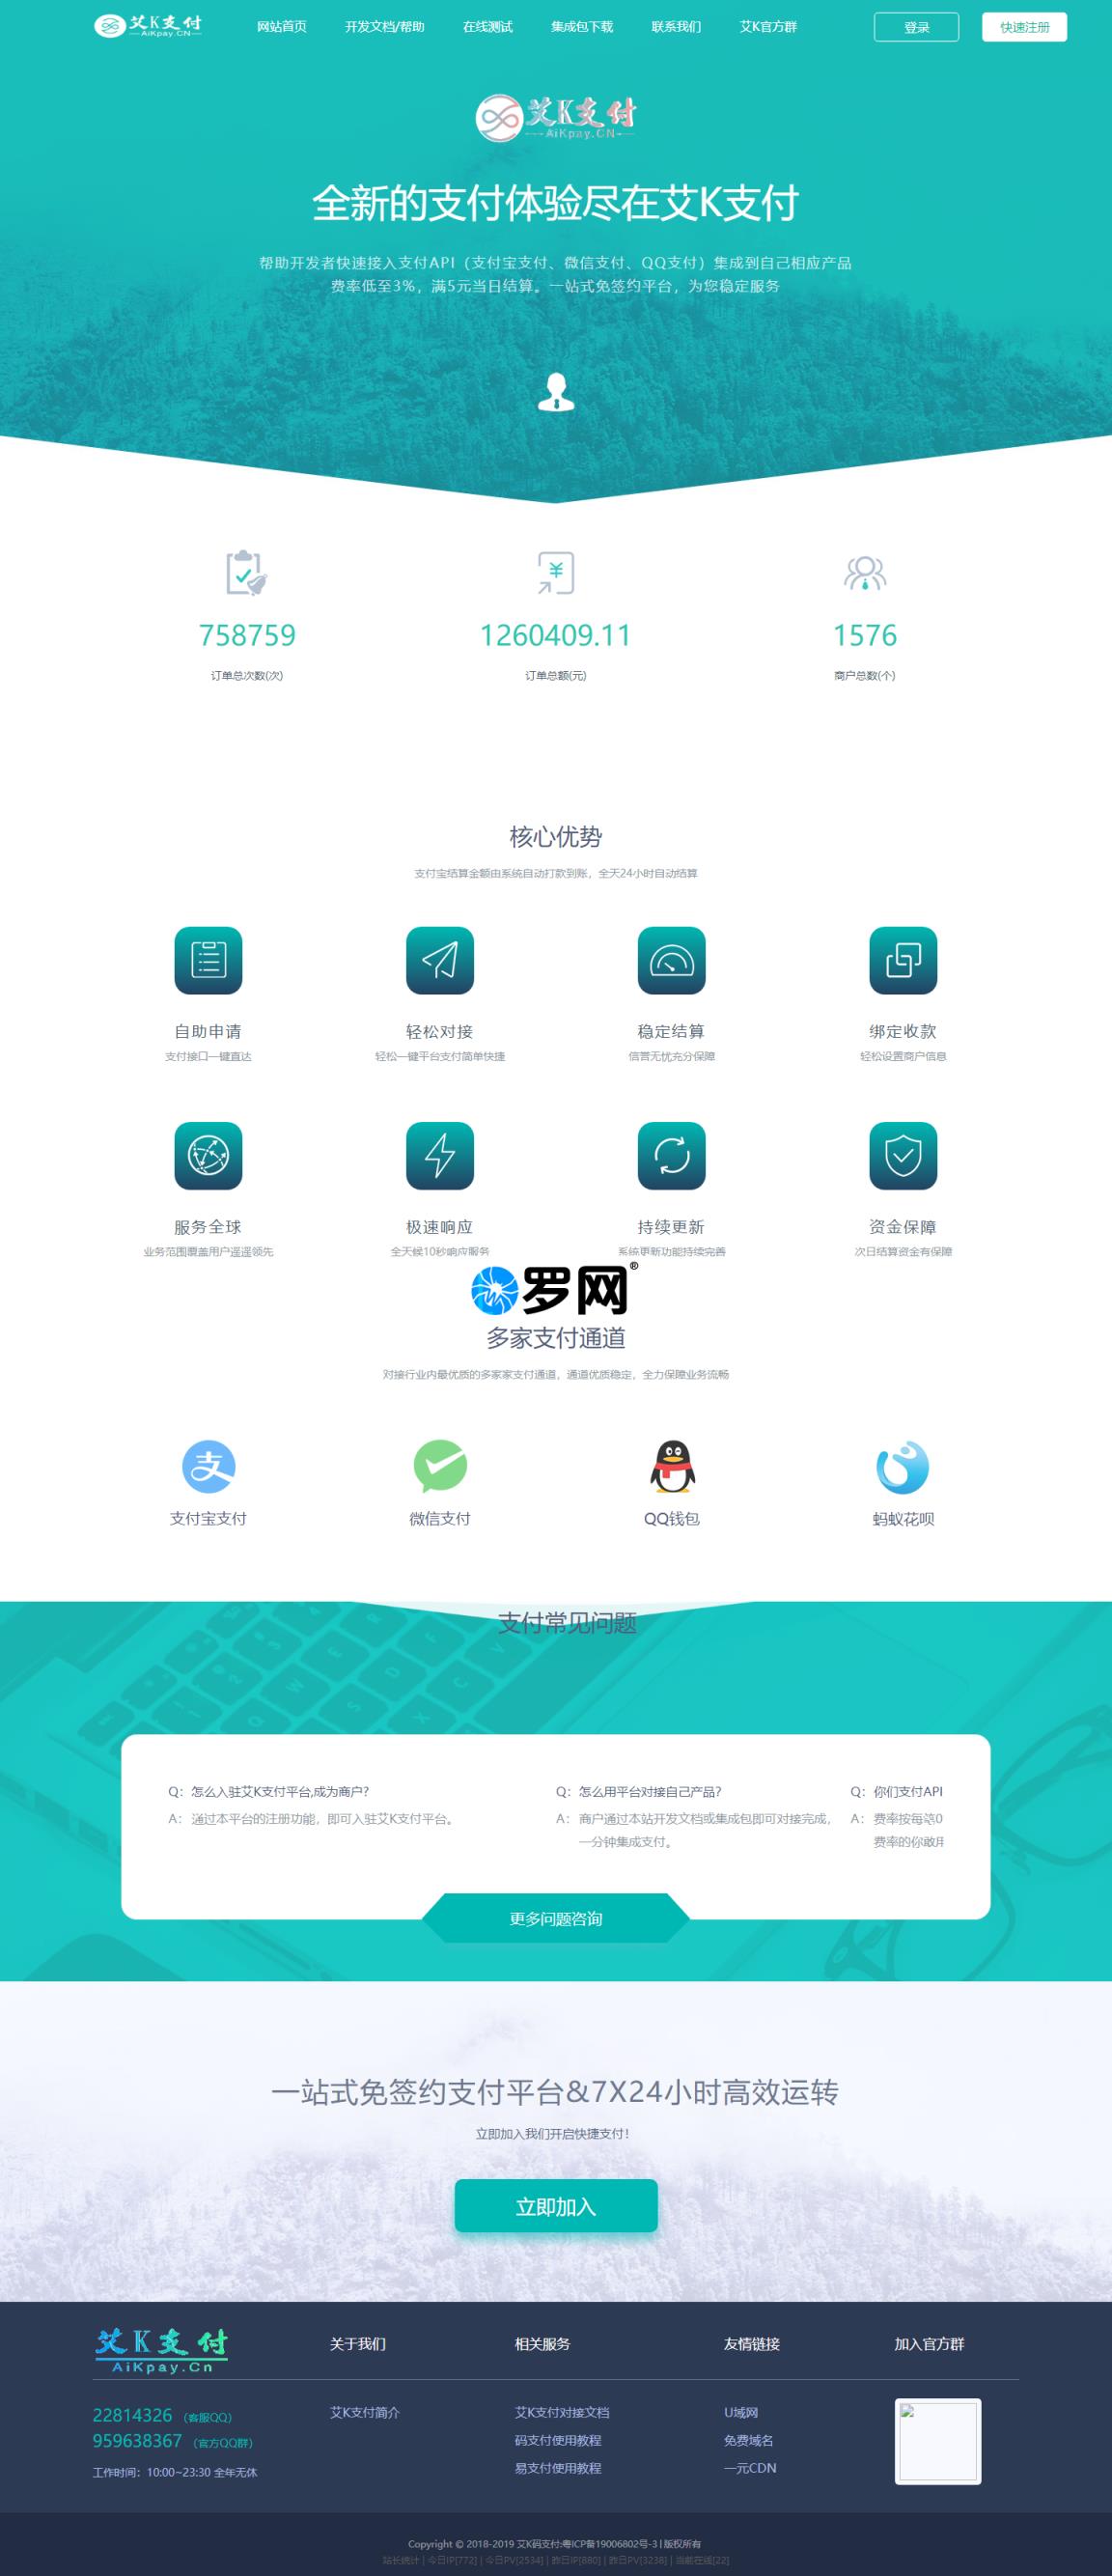 艾K支付
AiKpay.CN
网站首页 开发文档/帮助 在线测试 集成包下载 联系我们 艾K官方群 登录 快速注册
艾K支付
AiKpay.CN
全新的支付体验尽在艾K支付
帮助开发者快速接入支付API（支付宝支付、微信支付、QQ支付）集成到自己相应产品
费率低至3%，满5元当日结算。一站式免签约平台，为您稳定服务
758759 1260409.11 1576
订单总次数(次) 订单总额(元) 商户总数(个)
核心优势
支付宝结算金额由系统自动打款到账，全天24小时自动结算
自助申请 轻松对接 稳定结算 绑定收款
支付接口一键直达 轻松一键平台支付简单快捷 信誉无忧充分保障 轻松设置商户信息
服务全球 极速响应 持续更新 资金保障
业务范围覆盖用户遥遥领先 全天候10秒响应服务 系统更新功能持续完善 次日结算资金有保障
罗网®
多家支付通道
对接行业内最优质的多家家支付通道，通道优质稳定，全力保障业务流畅
支付宝支付 微信支付 QQ钱包 蚂蚁花呗
支付常见问题
Q： 怎么入驻艾K支付平台,成为商户? Q： 怎么用平台对接自己产品? Q： 你们支付API
A： 通过本平台的注册功能，即可入驻艾K支付平台。 A： 商户通过本站开发文档或集成包即可对接完成， A： 费率按每笔0
一分钟集成支付。 费率的你敢用
更多问题咨询
一站式免签约支付平台&7X24小时高效运转
立即加入我们开启快捷支付！
立即加入
艾K支付
AiKpay.Cn
关于我们 相关服务 友情链接 加入官方群
22814326 （客服QQ） 艾K支付简介 艾K支付对接文档 U域网
959638367 （官方QQ群） 码支付使用教程 免费域名
工作时间：10:00~23:30 全年无休 易支付使用教程 一元CDN
Copyright © 2018-2019 艾K码支付;粤ICP备19006802号-3 | 版权所有
站长统计 | 今日IP[772] | 今日PV[2534] | 昨日IP[880] | 昨日PV[3238] | 当前在线[22]